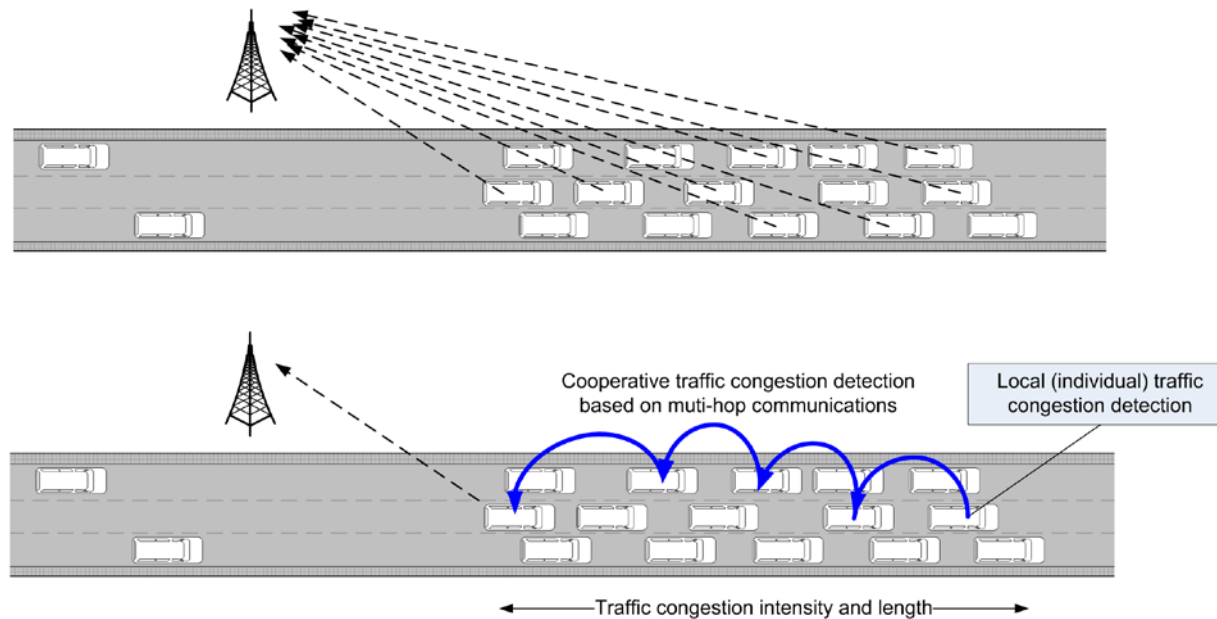 Cooperative traffic congestion detection
based on muti-hop communications
Local (individual) traffic
congestion detection
Traffic congestion intensity and length